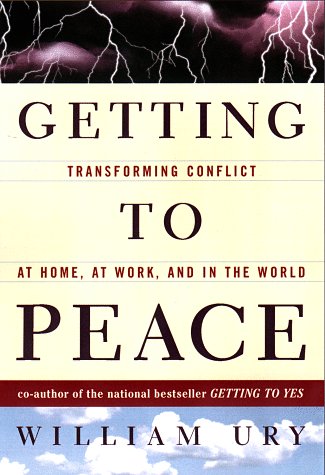 GETTING
TRANSFORMING CONFLICT
TO
AT HOME, AT WORK, AND IN THE WORLD
PEACE
co-author of the national bestseller GETTING TO YES
WILLIAM URY